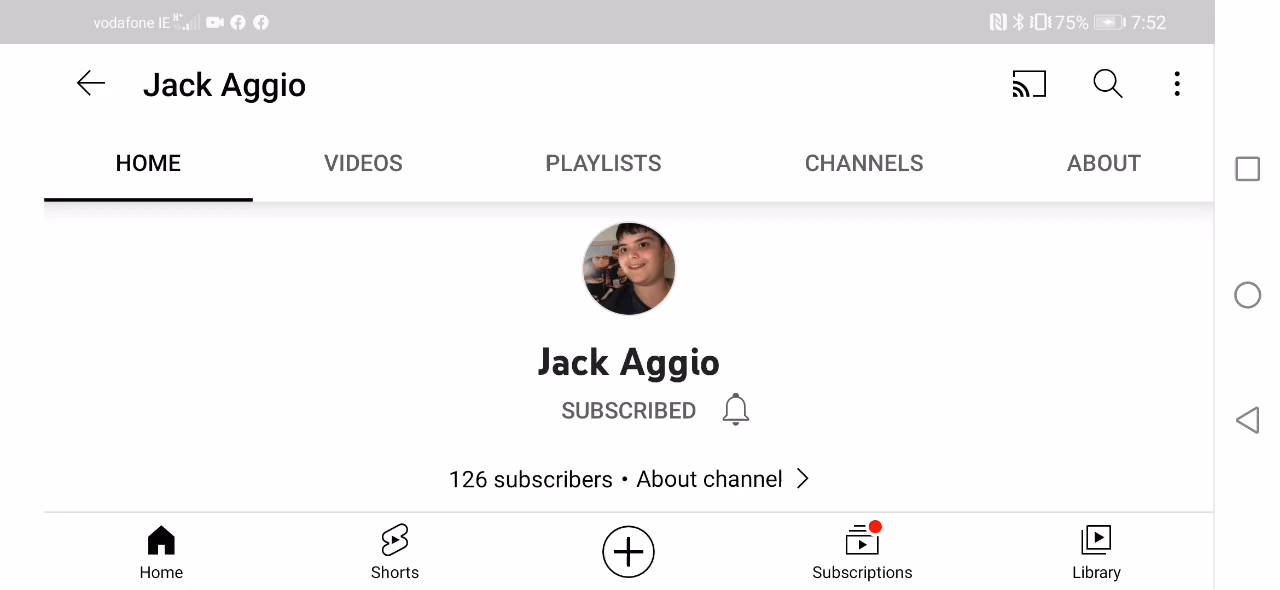 vodafone IE H+ 75% 7:52
Jack Aggio
HOME VIDEOS PLAYLISTS CHANNELS ABOUT
Jack Aggio
SUBSCRIBED
126 subscribers • About channel
Home Shorts Subscriptions Library